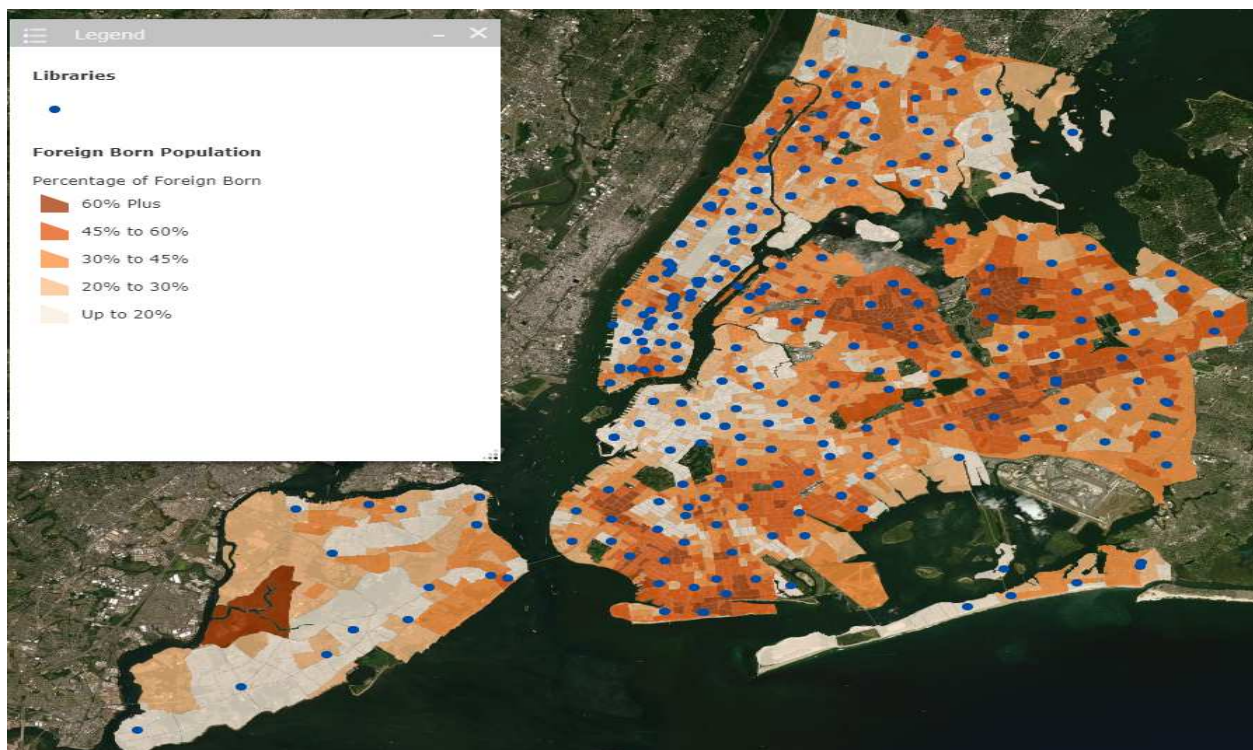 Legend
Libraries
Foreign Born Population
Percentage of Foreign Born
60% Plus
45% to 60%
30% to 45%
20% to 30%
Up to 20%